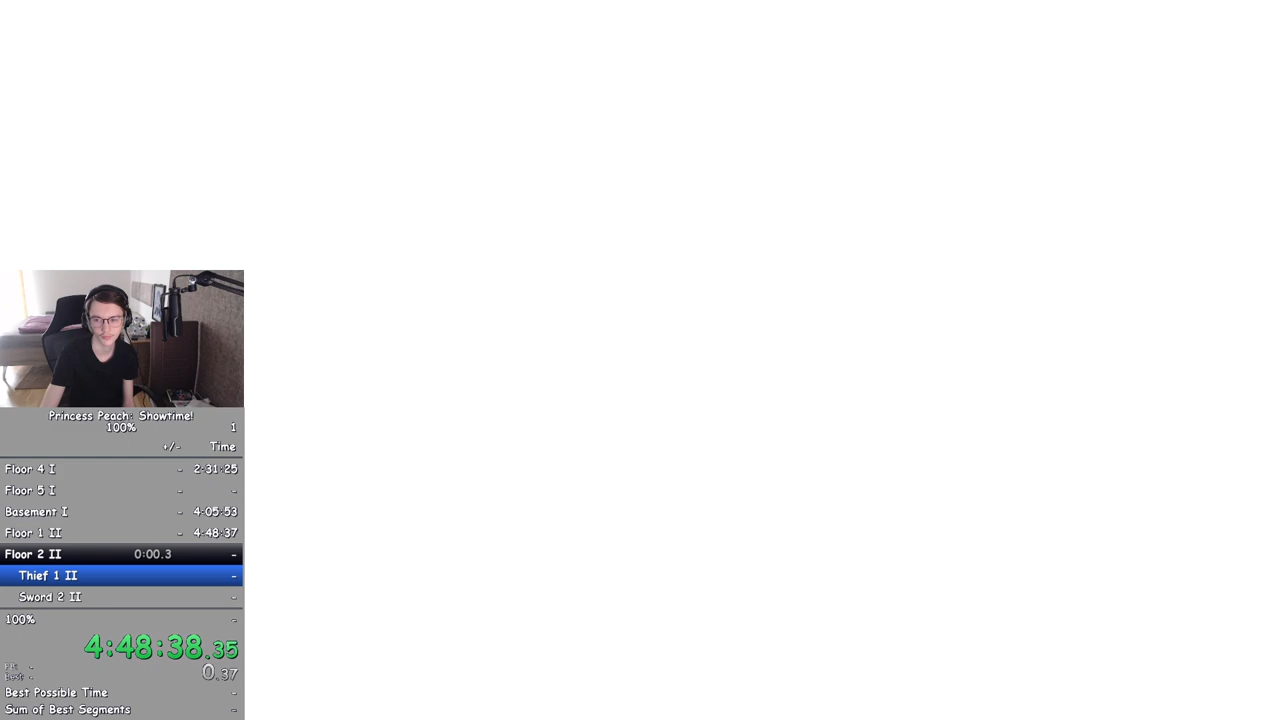 Princess Peach: Showtime!
100% 1
+/- Time
Floor 4 I - 2:31:25
Floor 5 I - -
Basement I - 4:05:53
Floor 1 II - 4:48:37
Floor 2 II 0:00.3 -
Thief 1 II -
Sword 2 II -
100% -
4:48:38.35
PB: -
Best: -
0.37
Best Possible Time -
Sum of Best Segments -